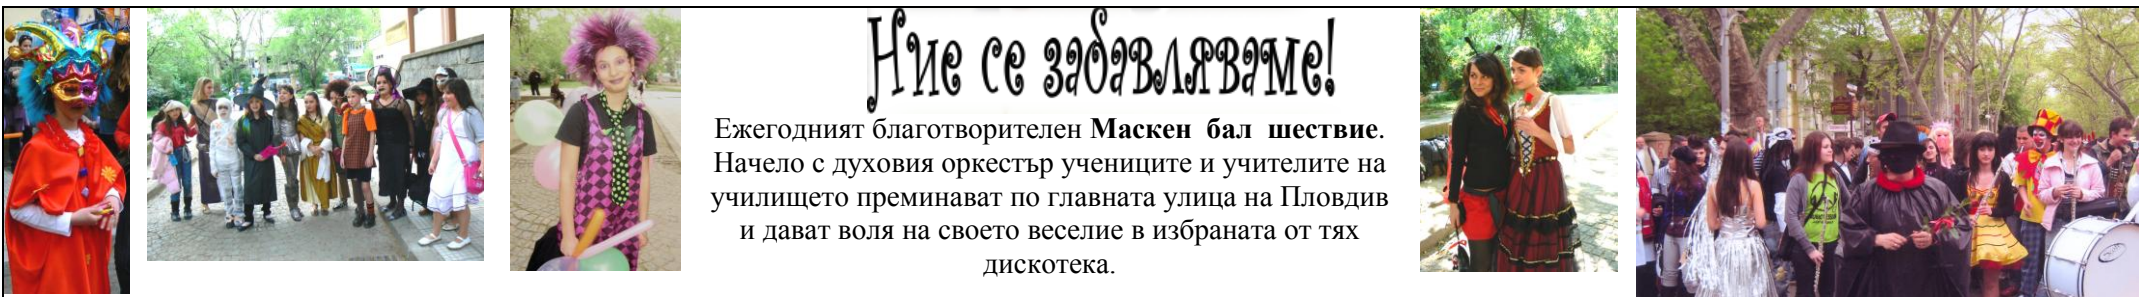 Ние се забавляваме!
Ежегодният благотворителен Маскен бал шествие.
Начело с духовия оркестър учениците и учителите на
училището преминават по главната улица на Пловдив
и дават воля на своето веселие в избраната от тях
дискотека.